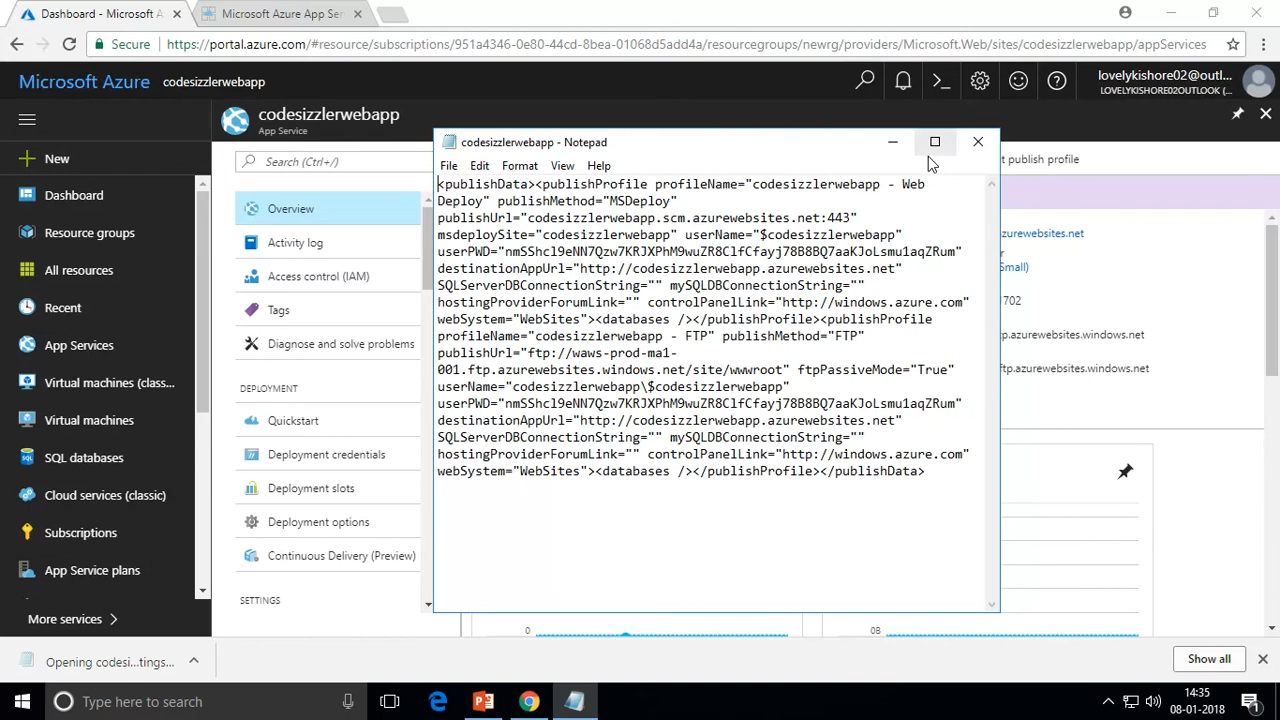 Dashboard - Microsoft A
Microsoft Azure App Ser
Secure
https://portal.azure.com/#resource/subscriptions/951a4346-0e80-44cd-8bea-01068d5add4a/resourcegroups/newrg/providers/Microsoft.Web/sites/codesizzlerwebapp/appServices
Microsoft Azure
codesizzlerwebapp
lovelykishore02@outl...
LOVELYKISHORE02OUTLOOK (...
codesizzlerwebapp
App Service
New
Dashboard
Resource groups
All resources
Recent
App Services
Virtual machines (class...
Virtual machines
SQL databases
Cloud services (classic)
Subscriptions
App Service plans
More services
Search (Ctrl+/)
Overview
Activity log
Access control (IAM)
Tags
Diagnose and solve problems
DEPLOYMENT
Quickstart
Deployment credentials
Deployment slots
Deployment options
Continuous Delivery (Preview)
SETTINGS
codesizzlerwebapp - Notepad
File Edit Format View Help
<publishData><publishProfile profileName="codesizzlerwebapp - Web
Deploy" publishMethod="MSDeploy"
publishUrl="codesizzlerwebapp.scm.azurewebsites.net:443"
msdeploySite="codesizzlerwebapp" userName="$codesizzlerwebapp"
userPWD="nmSShcl9eNN7Qzw7KRJXPhM9wuZR8ClfCfayj78B8BQ7aaKJoLsmu1aqZRum"
destinationAppUrl="http://codesizzlerwebapp.azurewebsites.net"
SQLServerDBConnectionString="" mySQLDBConnectionString=""
hostingProviderForumLink="" controlPanelLink="http://windows.azure.com"
webSystem="WebSites"><databases /></publishProfile><publishProfile
profileName="codesizzlerwebapp - FTP" publishMethod="FTP"
publishUrl="ftp://waws-prod-ma1-
001.ftp.azurewebsites.windows.net/site/wwwroot" ftpPassiveMode="True"
userName="codesizzlerwebapp\$codesizzlerwebapp"
userPWD="nmSShcl9eNN7Qzw7KRJXPhM9wuZR8ClfCfayj78B8BQ7aaKJoLsmu1aqZRum"
destinationAppUrl="http://codesizzlerwebapp.azurewebsites.net"
SQLServerDBConnectionString="" mySQLDBConnectionString=""
hostingProviderForumLink="" controlPanelLink="http://windows.azure.com"
webSystem="WebSites"><databases /></publishProfile></publishData>
t publish profile
.azurewebsites.net
Small)
702
tp.azurewebsites.windows.net
ftp.azurewebsites.windows.net
0
0B
Opening codesi...tings....
Show all
Type here to search
14:35
08-01-2018
1